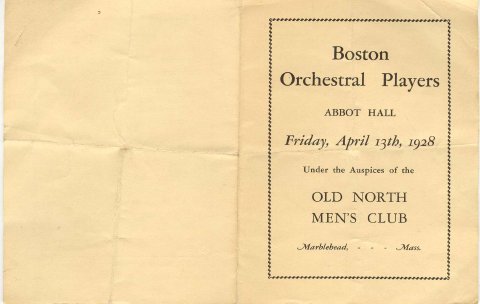 Boston
Orchestral Players
ABBOT HALL
Friday, April 13th, 1928
Under the Auspices of the
OLD NORTH
MEN'S CLUB
Marblehead, - - - Mass.